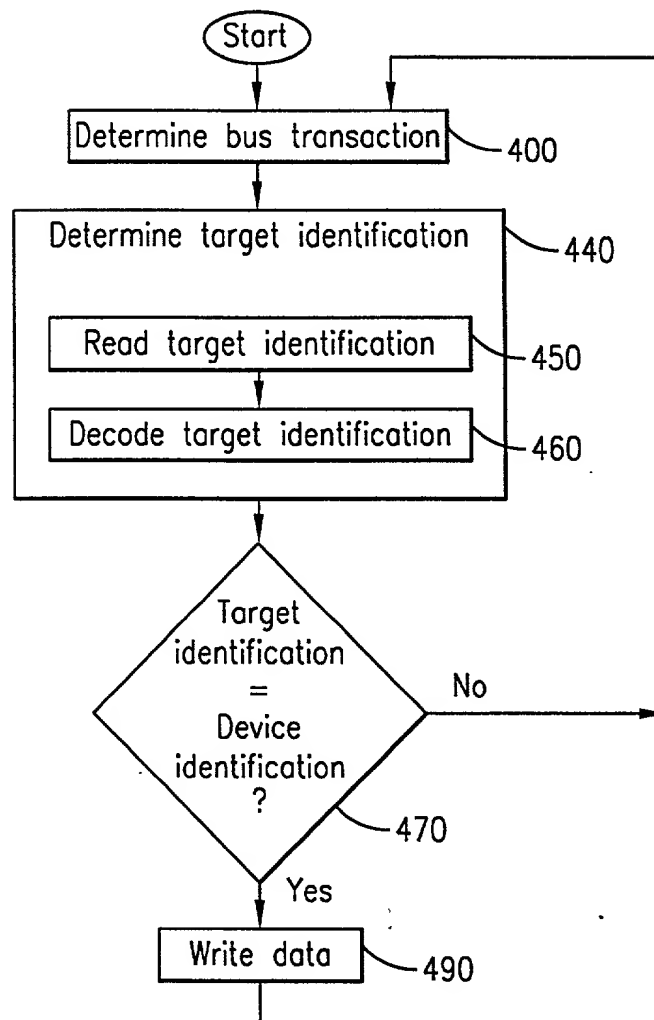 Start
Determine bus transaction
400
Determine target identification
440
Read target identification
450
Decode target identification
460
Target
identification
=
Device
identification
?
No
470
Yes
Write data
490